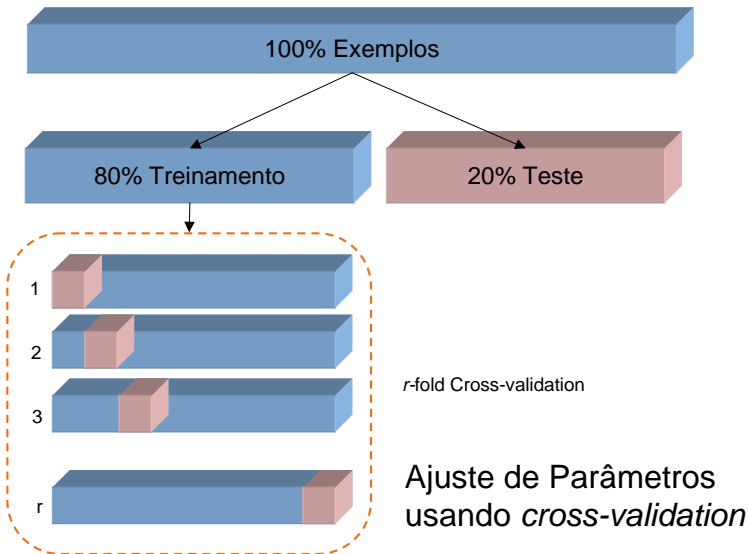 100% Exemplos
80% Treinamento
20% Teste
1
2
3
r
r-fold Cross-validation
Ajuste de Parâmetros
usando cross-validation